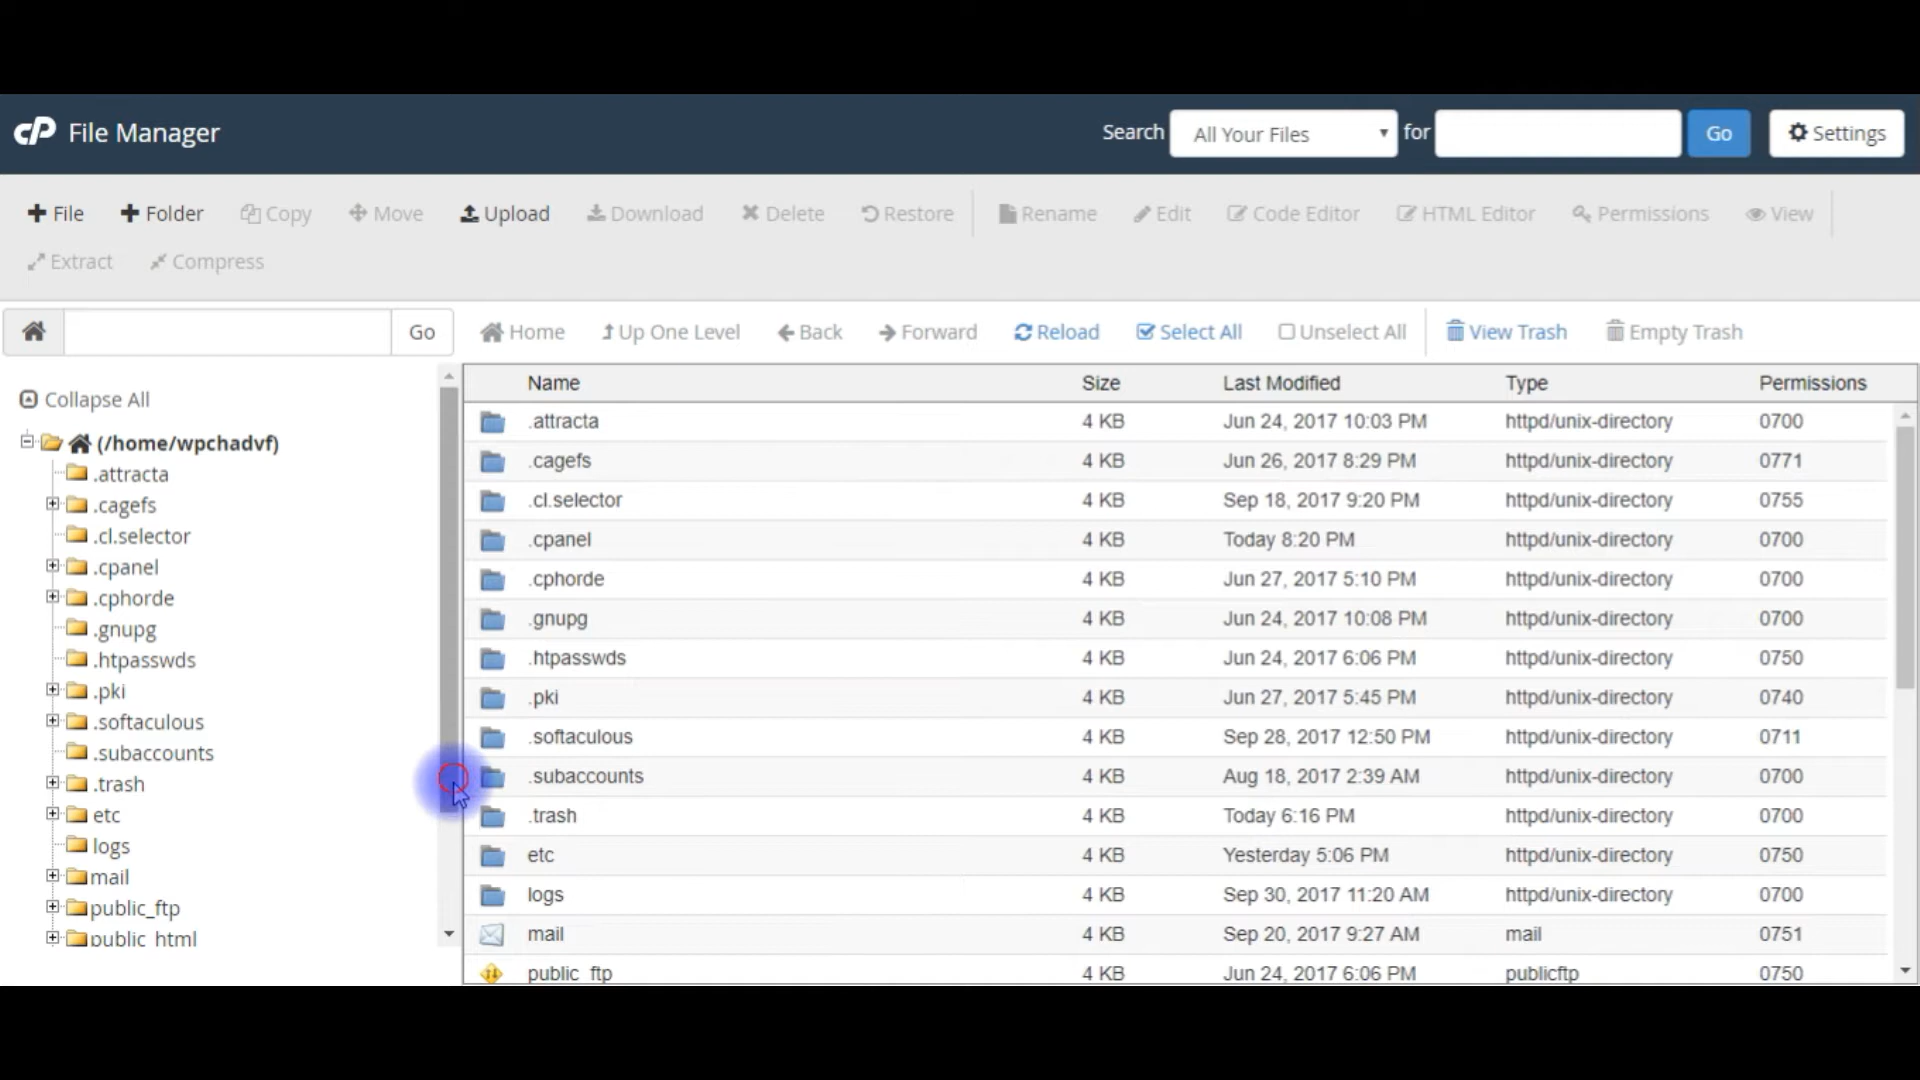 cP File Manager
Search All Your Files for Go Settings
File Folder Copy Move Upload Download Delete Restore Rename Edit Code Editor HTML Editor Permissions View
Extract Compress
Go Home Up One Level Back Forward Reload Select All Unselect All View Trash Empty Trash
Collapse All
(/home/wpchadvf)
.attracta
.cagefs
.cl.selector
.cpanel
.cphorde
.gnupg
.htpasswds
.pki
.softaculous
.subaccounts
.trash
etc
logs
mail
public_ftp
public_html
Name Size Last Modified Type Permissions
.attracta 4 KB Jun 24, 2017 10:03 PM httpd/unix-directory 0700
.cagefs 4 KB Jun 26, 2017 8:29 PM httpd/unix-directory 0771
.cl.selector 4 KB Sep 18, 2017 9:20 PM httpd/unix-directory 0755
.cpanel 4 KB Today 8:20 PM httpd/unix-directory 0700
.cphorde 4 KB Jun 27, 2017 5:10 PM httpd/unix-directory 0700
.gnupg 4 KB Jun 24, 2017 10:08 PM httpd/unix-directory 0700
.htpasswds 4 KB Jun 24, 2017 6:06 PM httpd/unix-directory 0750
.pki 4 KB Jun 27, 2017 5:45 PM httpd/unix-directory 0740
.softaculous 4 KB Sep 28, 2017 12:50 PM httpd/unix-directory 0711
.subaccounts 4 KB Aug 18, 2017 2:39 AM httpd/unix-directory 0700
.trash 4 KB Today 6:16 PM httpd/unix-directory 0700
etc 4 KB Yesterday 5:06 PM httpd/unix-directory 0750
logs 4 KB Sep 30, 2017 11:20 AM httpd/unix-directory 0700
mail 4 KB Sep 20, 2017 9:27 AM mail 0751
public_ftp 4 KB Jun 24, 2017 6:06 PM publicftp 0750